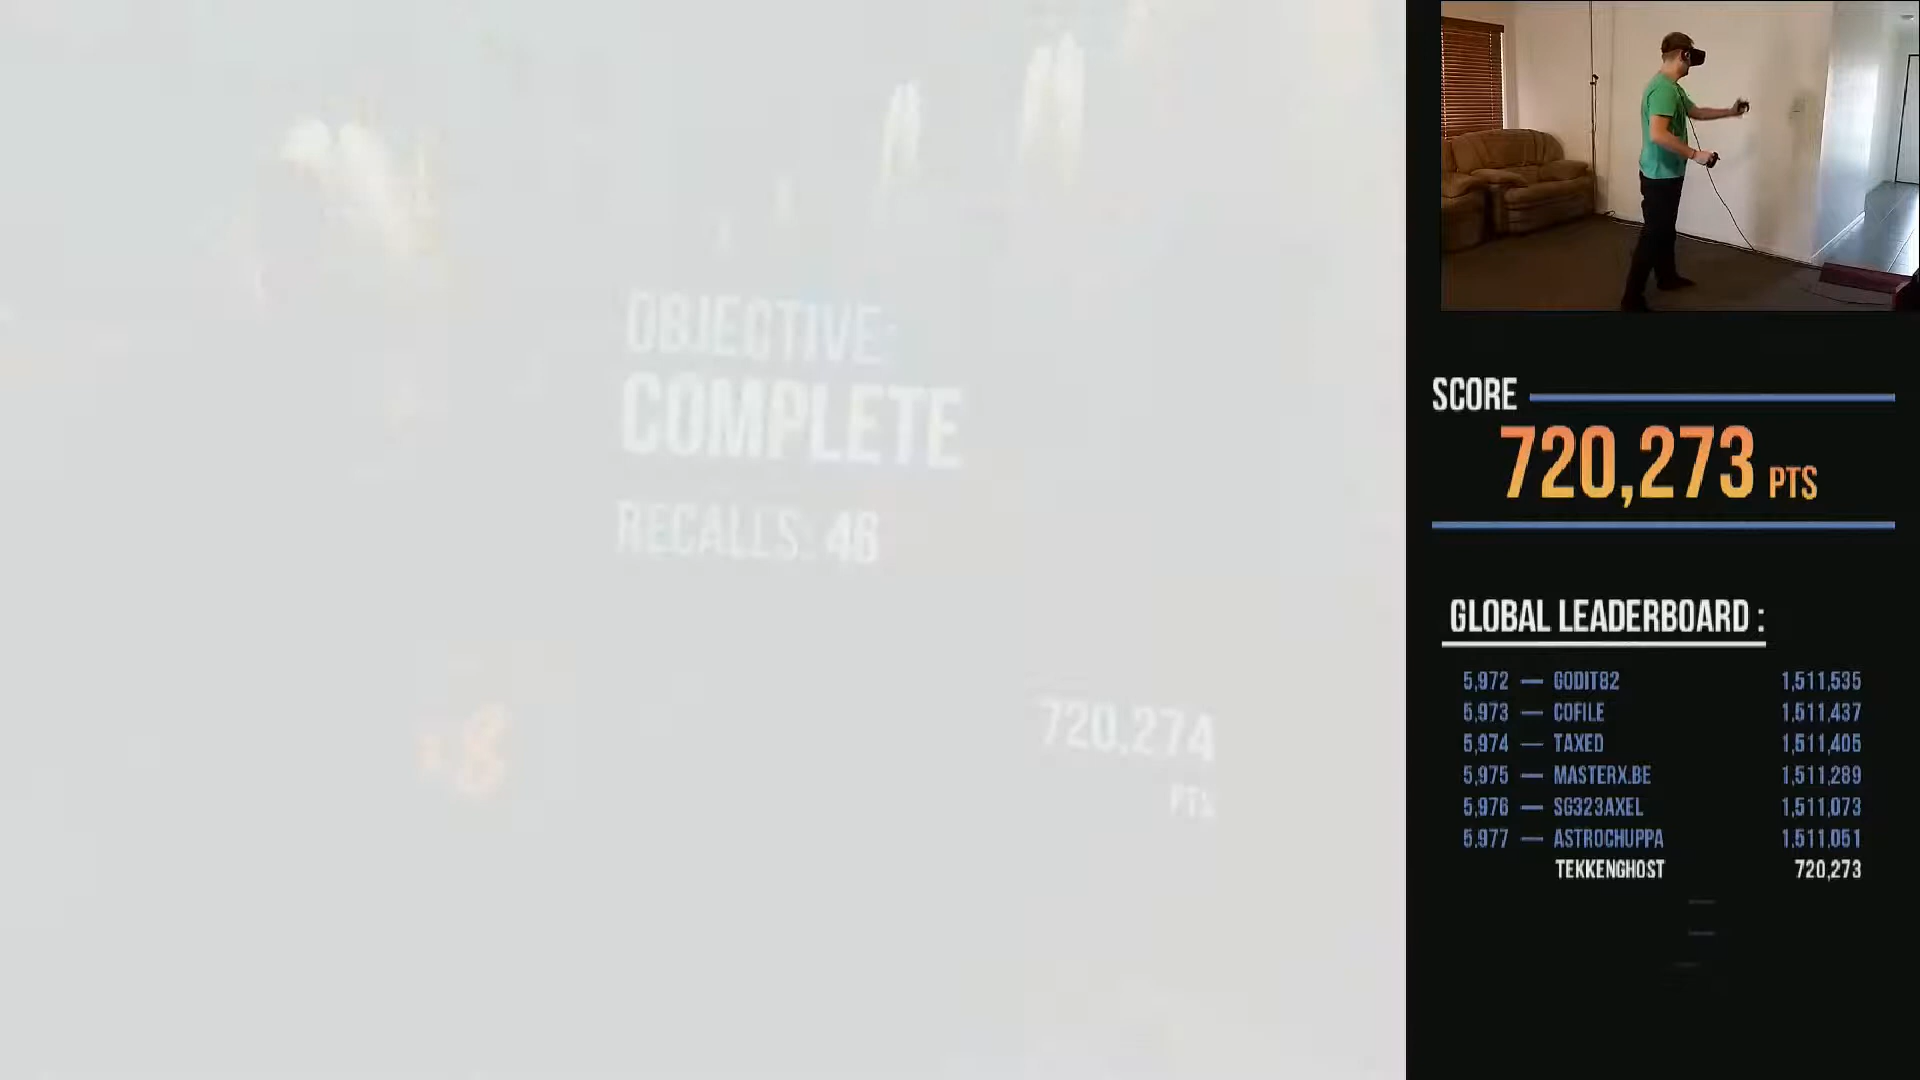 OBJECTIVE:
COMPLETE
RECALLS: 46
720,274
PTS
SCORE
720,273 PTS
GLOBAL LEADERBOARD :
5,972 — GODIT82 1,511,535
5,973 — COFILE 1,511,437
5,974 — TAXED 1,511,405
5,975 — MASTERX.BE 1,511,289
5,976 — SG323AXEL 1,511,073
5,977 — ASTROCHUPPA 1,511,051
TEKKENGHOST 720,273